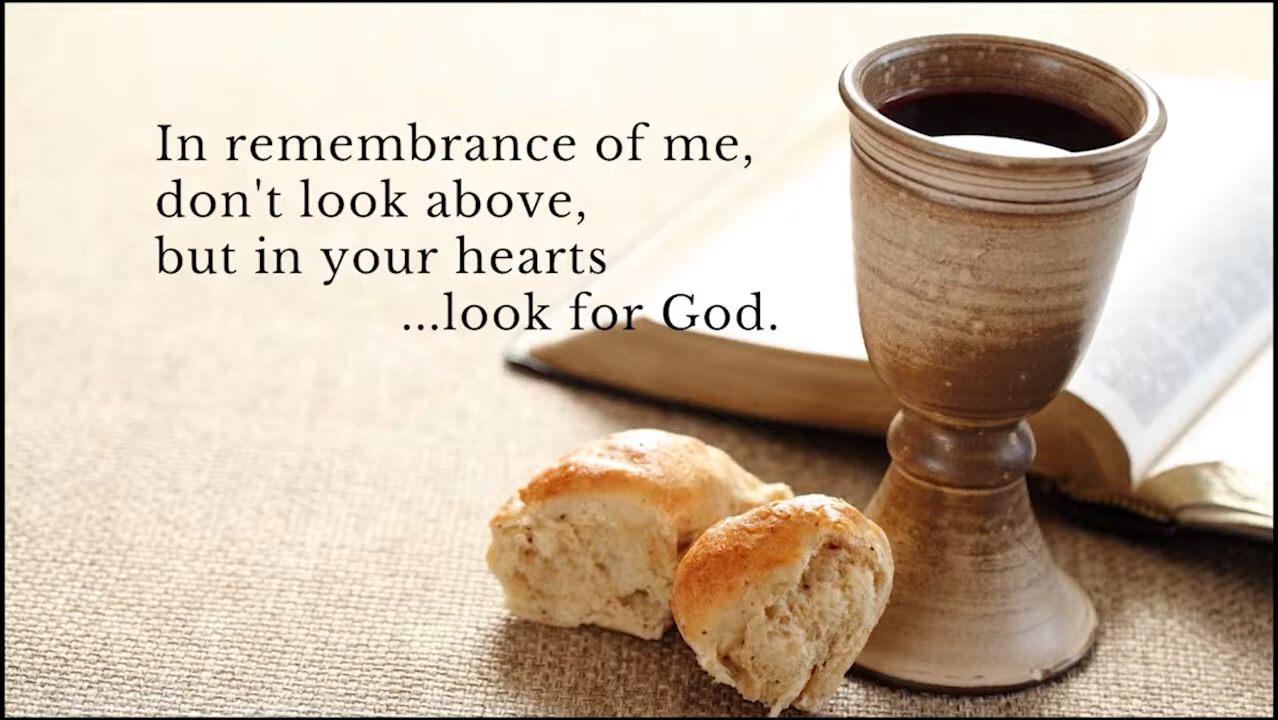 In remembrance of me,
don't look above,
but in your hearts
...look for God.